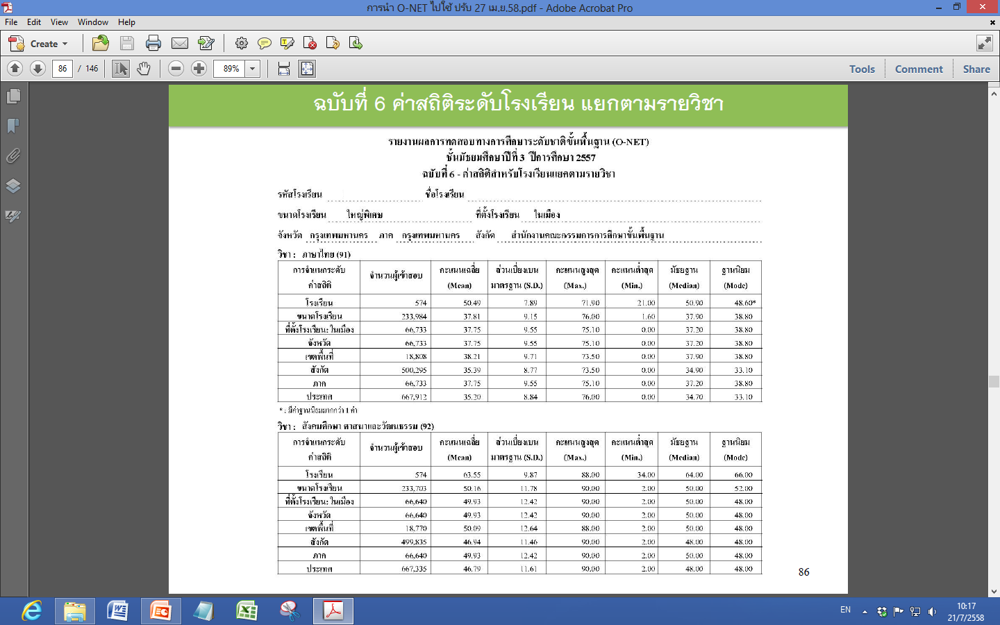 การนำ O-NET ไปใช้ ปรับ 27 เม.ย.58.pdf - Adobe Acrobat Pro
File Edit View Window Help
Create
86 / 146 89% Tools Comment Share
ฉบับที่ 6 ค่าสถิติระดับโรงเรียน แยกตามรายวิชา
รายงานผลการทดสอบทางการศึกษาระดับชาติขั้นพื้นฐาน (O-NET)
ชั้นมัธยมศึกษาปีที่ 3 ปีการศึกษา 2557
ฉบับที่ 6 - ค่าสถิติสำหรับโรงเรียนแยกตามรายวิชา
รหัสโรงเรียน ชื่อโรงเรียน
ขนาดโรงเรียน ใหญ่พิเศษ ที่ตั้งโรงเรียน ในเมือง
จังหวัด กรุงเทพมหานคร ภาค กรุงเทพมหานคร สังกัด สำนักงานคณะกรรมการการศึกษาขั้นพื้นฐาน
วิชา : ภาษาไทย (91)
การจำแนกระดับ คะแนนเฉลี่ย ส่วนเบี่ยงเบน คะแนนสูงสุด คะแนนต่ำสุด มัธยฐาน ฐานนิยม
จำนวนผู้เข้าสอบ
ค่าสถิติ (Mean) มาตรฐาน (S.D.) (Max.) (Min.) (Median) (Mode)
โรงเรียน 574 50.49 7.89 71.90 21.00 50.90 48.60*
ขนาดโรงเรียน 233,984 37.81 9.15 76.00 1.60 37.90 38.80
ที่ตั้งโรงเรียน: ในเมือง 66,733 37.75 9.55 75.10 0.00 37.20 38.80
จังหวัด 66,733 37.75 9.55 75.10 0.00 37.20 38.80
เขตพื้นที่ 18,808 38.21 9.71 73.50 0.00 37.90 38.80
สังกัด 500,295 35.39 8.77 73.50 0.00 34.90 33.10
ภาค 66,733 37.75 9.55 75.10 0.00 37.20 38.80
ประเทศ 667,912 35.20 8.84 76.00 0.00 34.70 33.10
* : มีค่าฐานนิยมมากกว่า 1 ค่า
วิชา : สังคมศึกษา ศาสนาและวัฒนธรรม (92)
การจำแนกระดับ คะแนนเฉลี่ย ส่วนเบี่ยงเบน คะแนนสูงสุด คะแนนต่ำสุด มัธยฐาน ฐานนิยม
จำนวนผู้เข้าสอบ
ค่าสถิติ (Mean) มาตรฐาน (S.D.) (Max.) (Min.) (Median) (Mode)
โรงเรียน 574 63.55 9.87 88.00 34.00 64.00 66.00
ขนาดโรงเรียน 233,703 50.16 11.78 90.00 2.00 50.00 52.00
ที่ตั้งโรงเรียน: ในเมือง 66,640 49.93 12.42 90.00 2.00 50.00 48.00
จังหวัด 66,640 49.93 12.42 90.00 2.00 50.00 48.00
เขตพื้นที่ 18,770 50.09 12.64 88.00 2.00 50.00 48.00
สังกัด 499,835 46.94 11.46 90.00 2.00 48.00 48.00
ภาค 66,640 49.93 12.42 90.00 2.00 50.00 48.00
ประเทศ 667,335 46.79 11.61 90.00 2.00 48.00 48.00
86
EN 10:17
21/7/2558